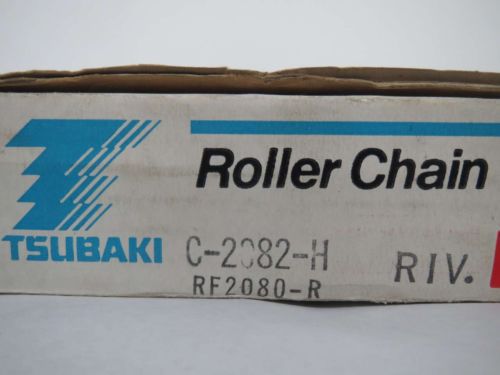 Roller Chain
TSUBAKI
C-2082-H RIV.
RF2080-R